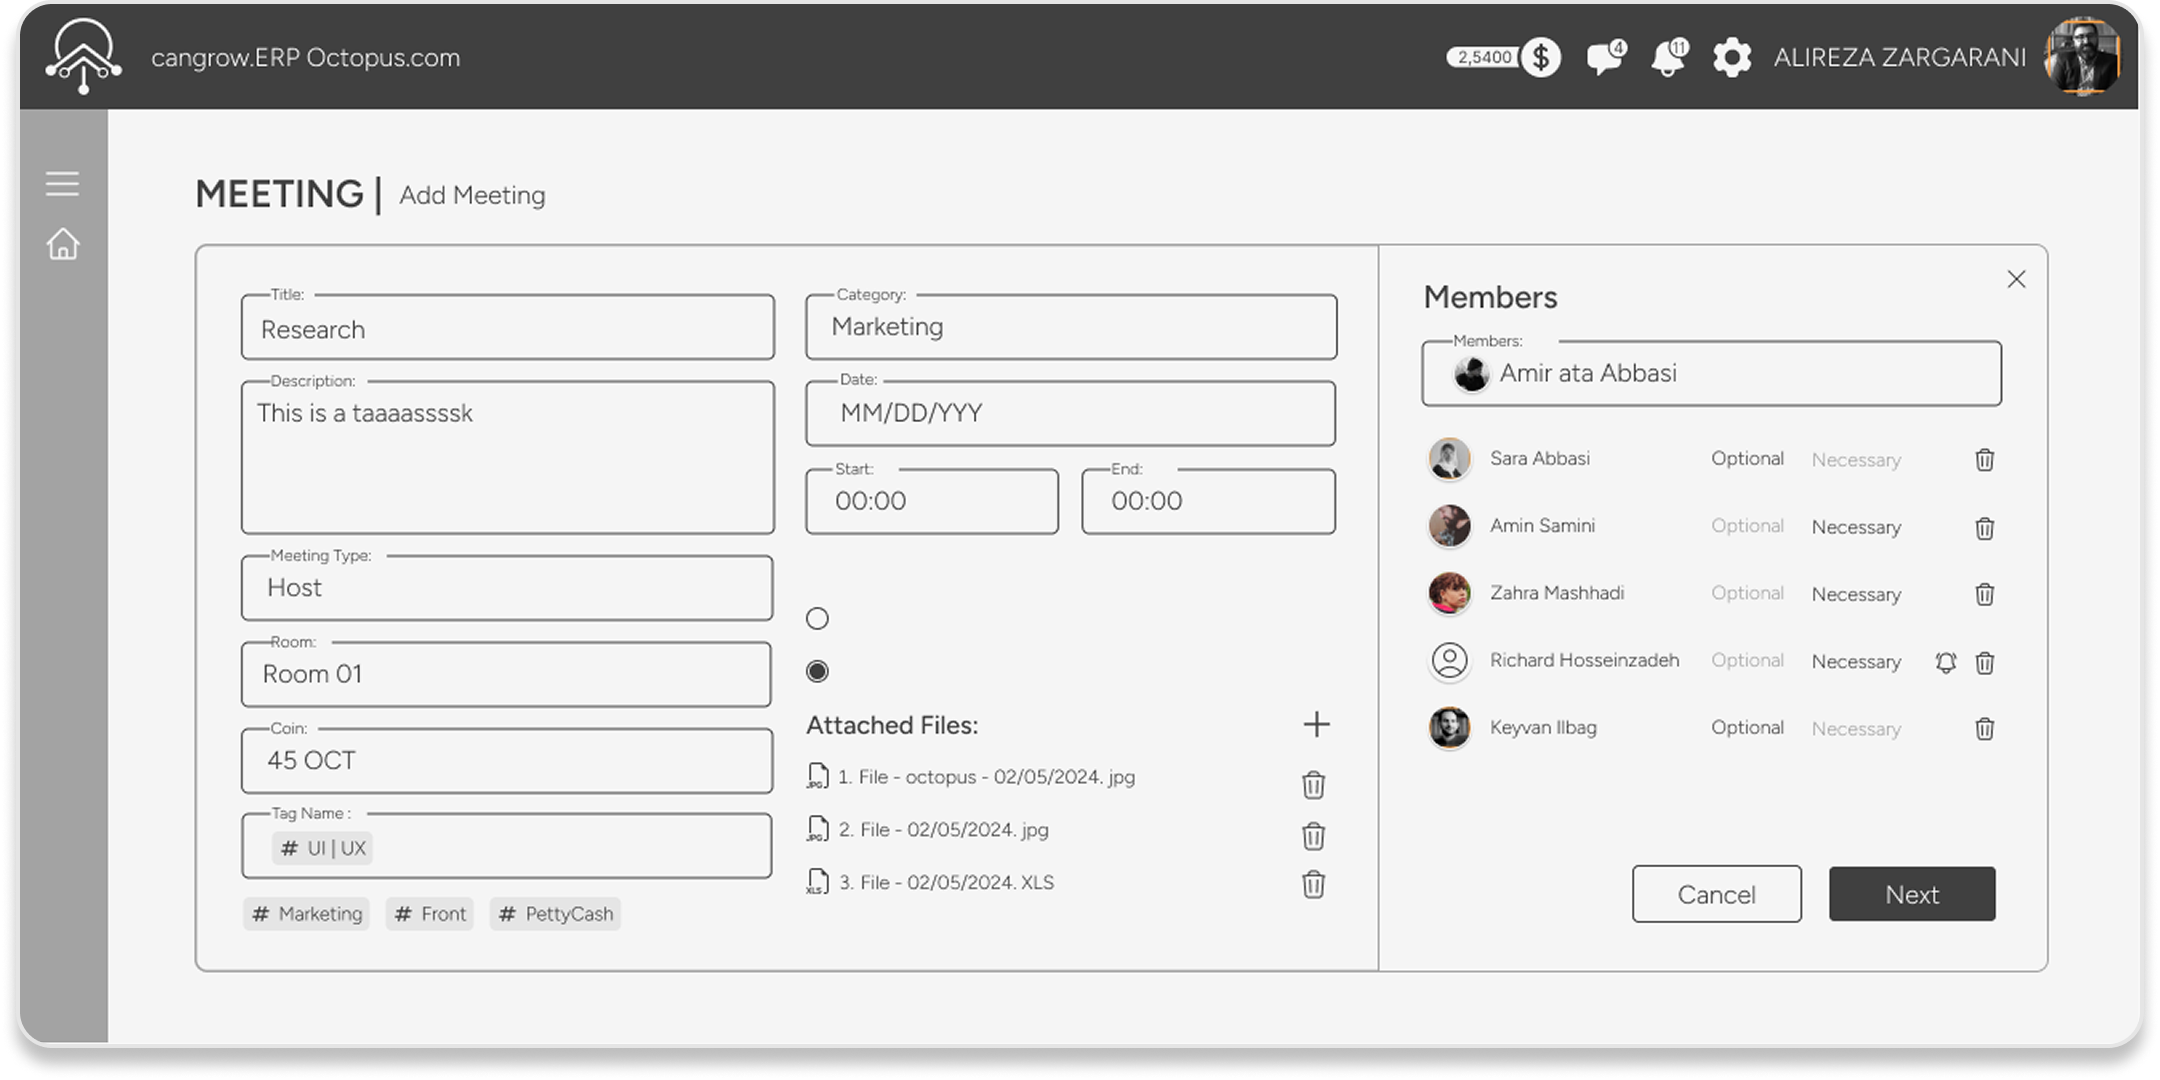 cangrow.ERP Octopus.com
2,5400 $
4
11
ALIREZA ZARGARANI
MEETING | Add Meeting
Title:
Research
Description:
This is a taaaassssk
Meeting Type:
Host
Room:
Room 01
Coin:
45 OCT
Tag Name :
# UI | UX
# Marketing # Front # PettyCash
Category:
Marketing
Date:
MM/DD/YYY
Start:
00:00
End:
00:00
Attached Files:
JPG 1. File - octopus - 02/05/2024. jpg
JPG 2. File - 02/05/2024. jpg
XLS 3. File - 02/05/2024. XLS
Members
Members:
Amir ata Abbasi
Sara Abbasi Optional Necessary
Amin Samini Optional Necessary
Zahra Mashhadi Optional Necessary
Richard Hosseinzadeh Optional Necessary
Keyvan Ilbag Optional Necessary
Cancel Next